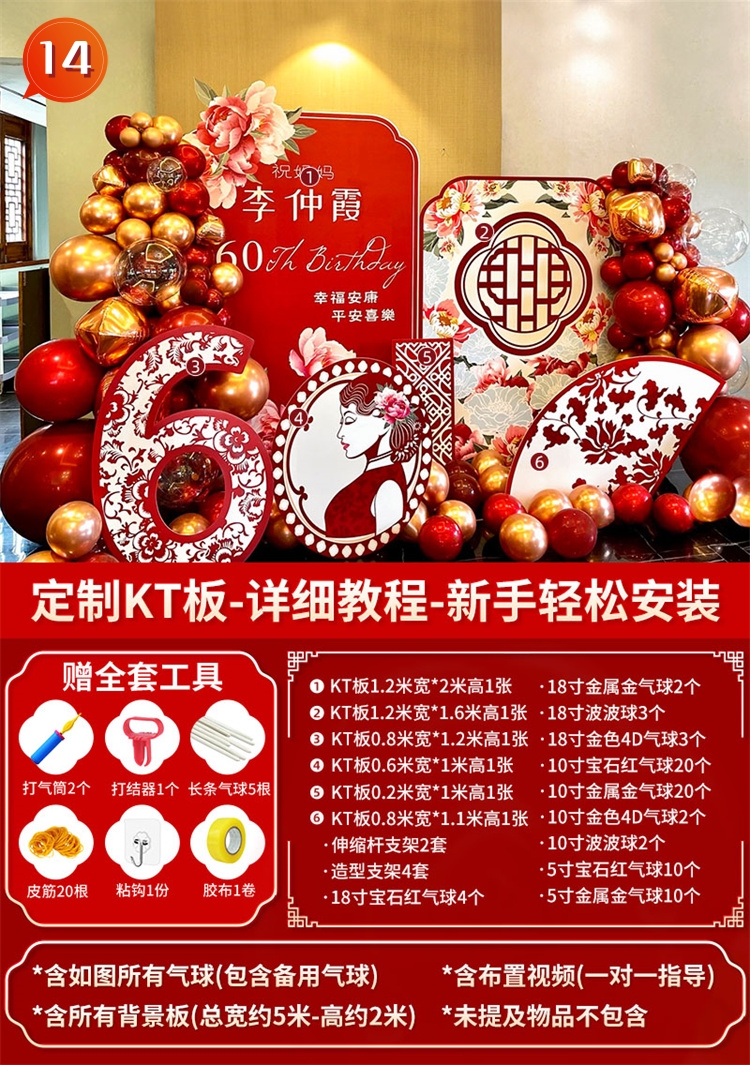 14
祝妈妈
1
李仲霞
60Th Birthday
幸福安康
平安喜樂
2
3
4
5
6
定制KT板-详细教程-新手轻松安装
赠全套工具
打气筒2个
打结器1个
长条气球5根
皮筋20根
粘钩1份
胶布1卷
❶ KT板1.2米宽*2米高1张
❷ KT板1.2米宽*1.6米高1张
❸ KT板0.8米宽*1.2米高1张
❹ KT板0.6米宽*1米高1张
❺ KT板0.2米宽*1米高1张
❻ KT板0.8米宽*1.1米高1张
·伸缩杆支架2套
·造型支架4套
·18寸宝石红气球4个
·18寸金属金气球2个
·18寸波波球3个
·18寸金色4D气球3个
·10寸宝石红气球20个
·10寸金属金气球20个
·10寸金色4D气球2个
·10寸波波球2个
·5寸宝石红气球10个
·5寸金属金气球10个
*含如图所有气球(包含备用气球)
*含布置视频(一对一指导)
*含所有背景板(总宽约5米-高约2米)
*未提及物品不包含